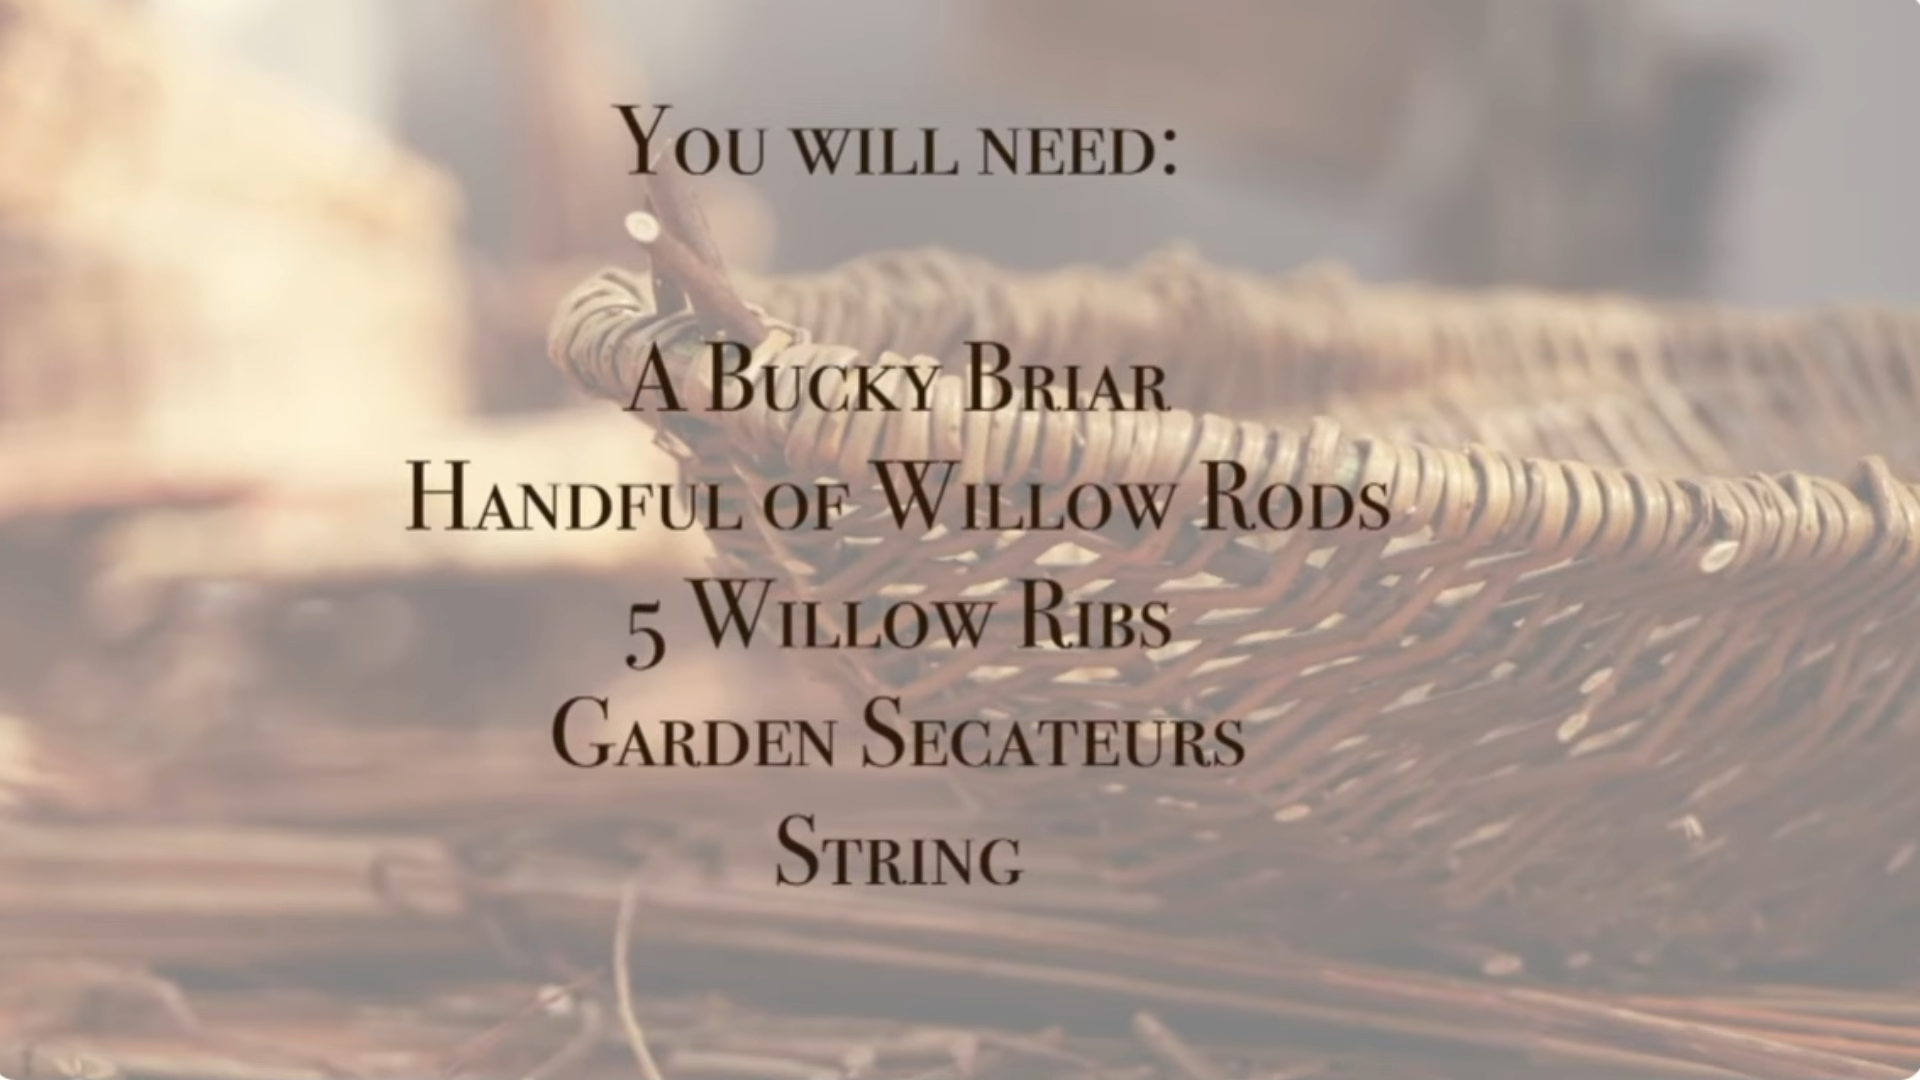 You will need:
A Bucky Briar
Handful of Willow Rods
5 Willow Ribs
Garden Secateurs
String